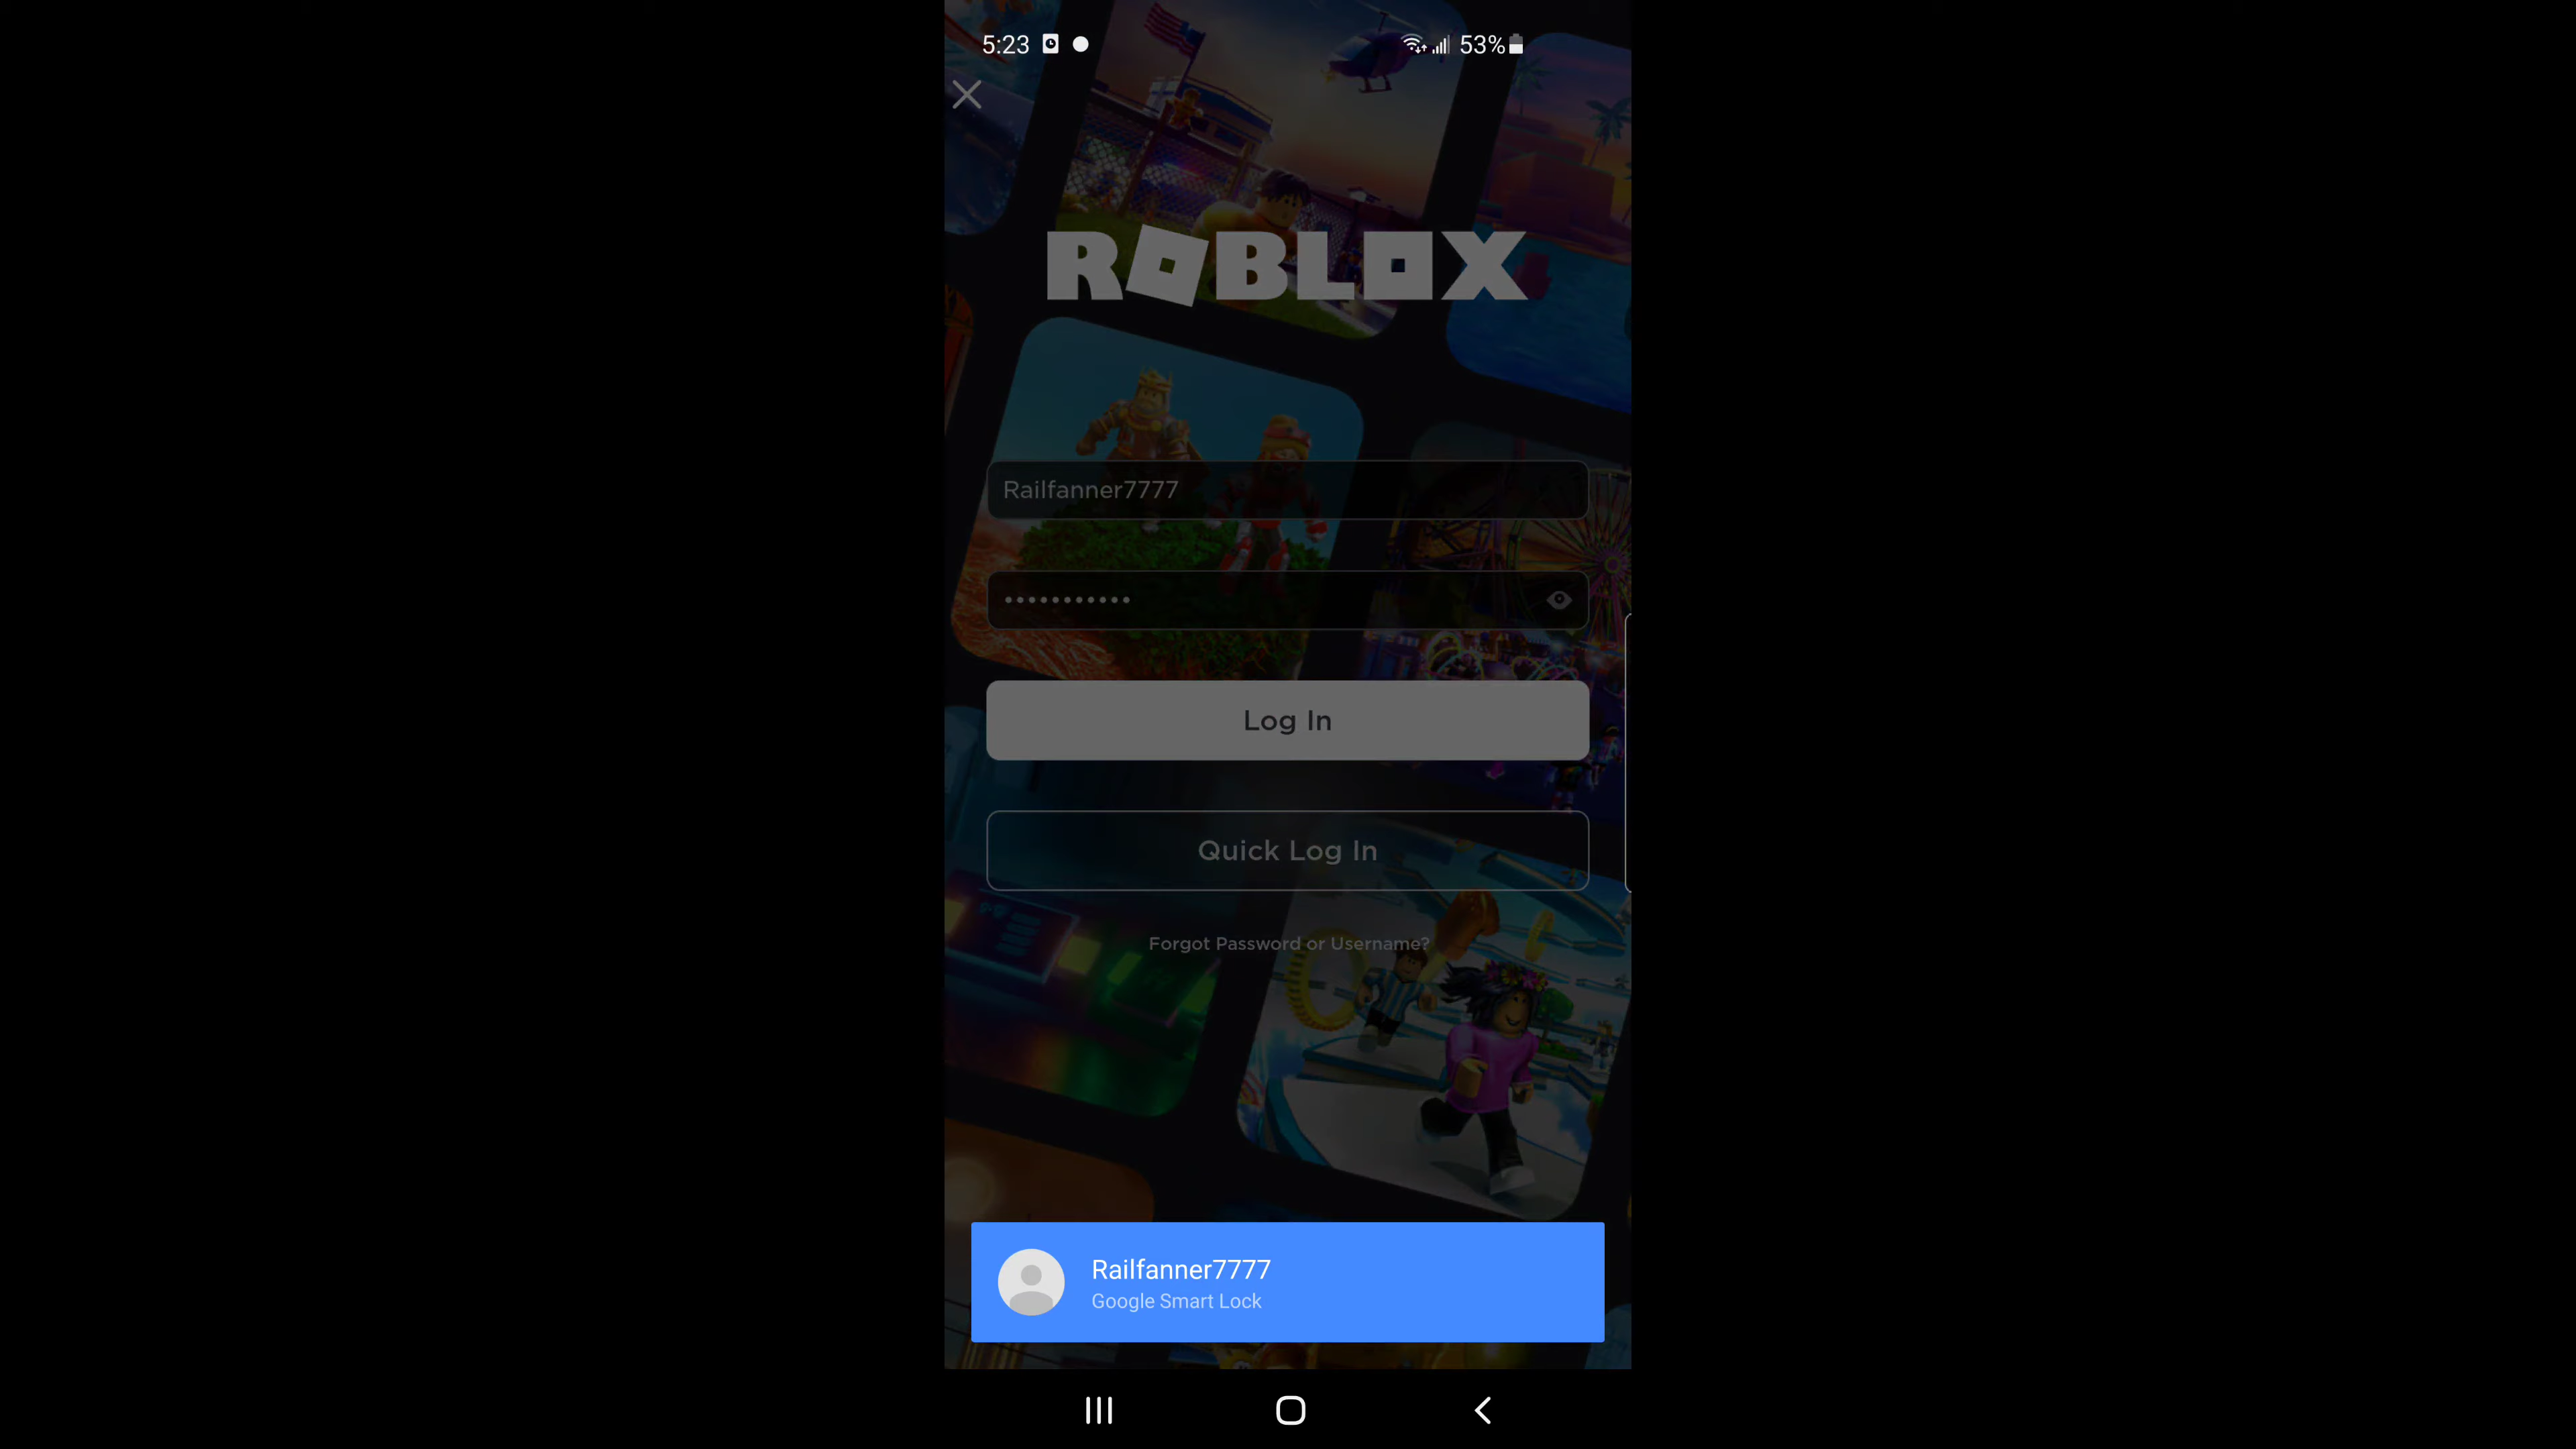 5:23
53%
ROBLOX
Railfanner7777
•••••••••••
Log In
Quick Log In
Forgot Password or Username?
Railfanner7777
Google Smart Lock